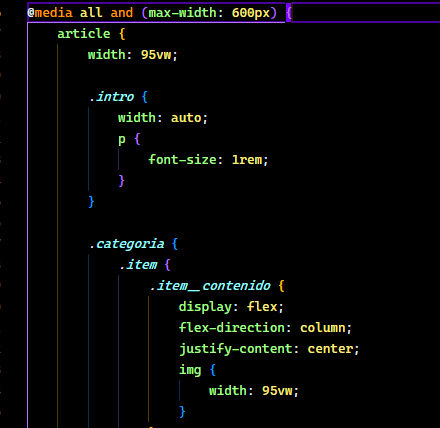 @media all and (max-width: 600px) {
article {
width: 95vw;
.intro {
width: auto;
p {
font-size: 1rem;
}
}
.categoria {
.item {
.item__contenido {
display: flex;
flex-direction: column;
justify-content: center;
img {
width: 95vw;
}